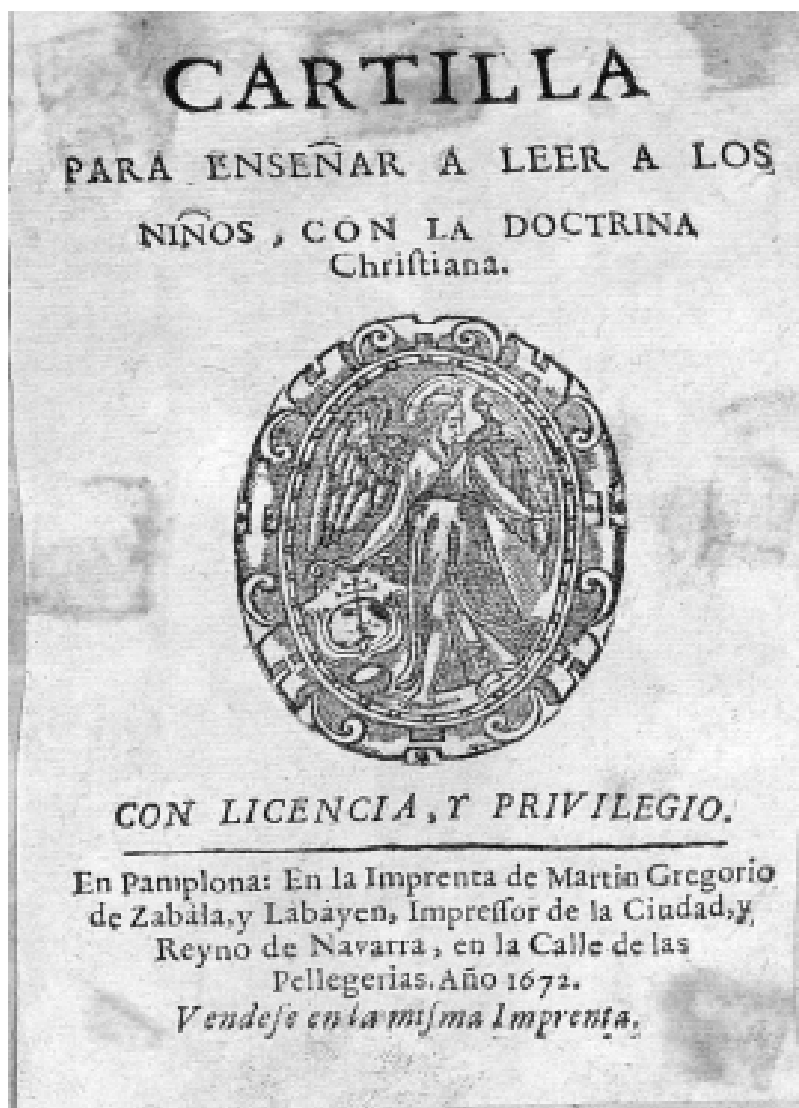 CARTILLA
PARA ENSEÑAR A LEER A LOS
NIÑOS, CON LA DOCTRINA
Chriſtiana.
CON LICENCIA, Y PRIVILEGIO.
En Pamplona: En la Imprenta de Martin Gregorio
de Zabala, y Labayen, Impreſſor de la Ciudad, y
Reyno de Navarra, en la Calle de las
Pellegerias. Año 1672.
Vendeſe en la miſma Imprenta.